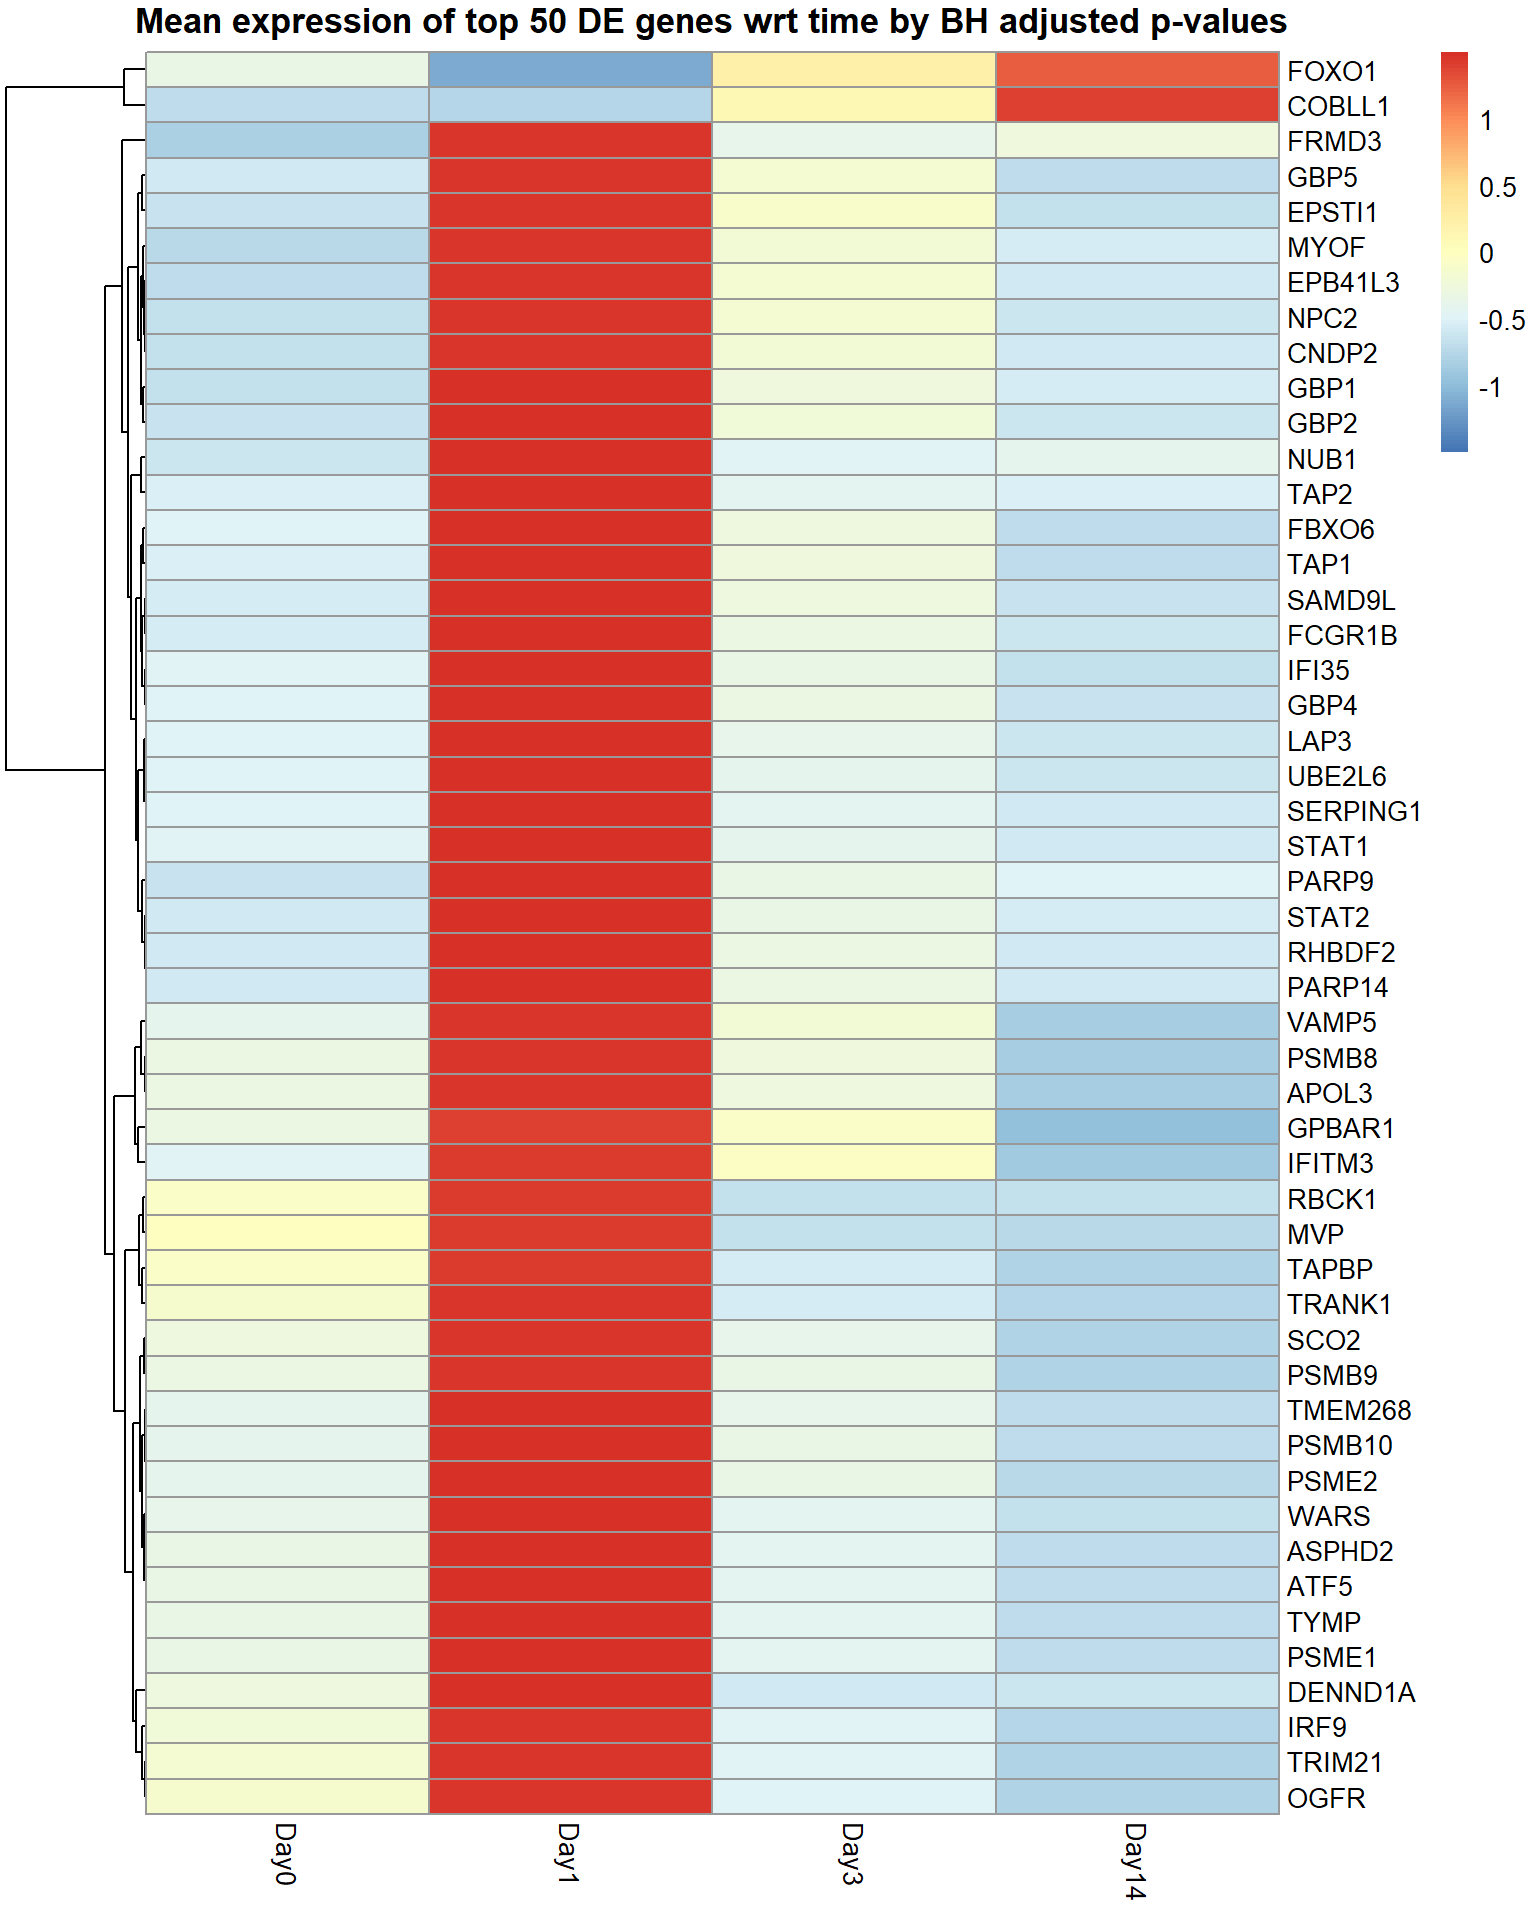 Mean expression of top 50 DE genes wrt time by BH adjusted p-values
FOXO1
COBLL1
FRMD3
GBP5
EPSTI1
MYOF
EPB41L3
NPC2
CNDP2
GBP1
GBP2
NUB1
TAP2
FBXO6
TAP1
SAMD9L
FCGR1B
IFI35
GBP4
LAP3
UBE2L6
SERPING1
STAT1
PARP9
STAT2
RHBDF2
PARP14
VAMP5
PSMB8
APOL3
GPBAR1
IFITM3
RBCK1
MVP
TAPBP
TRANK1
SCO2
PSMB9
TMEM268
PSMB10
PSME2
WARS
ASPHD2
ATF5
TYMP
PSME1
DENND1A
IRF9
TRIM21
OGFR
1
0.5
0
-0.5
-1
Day0
Day1
Day3
Day14